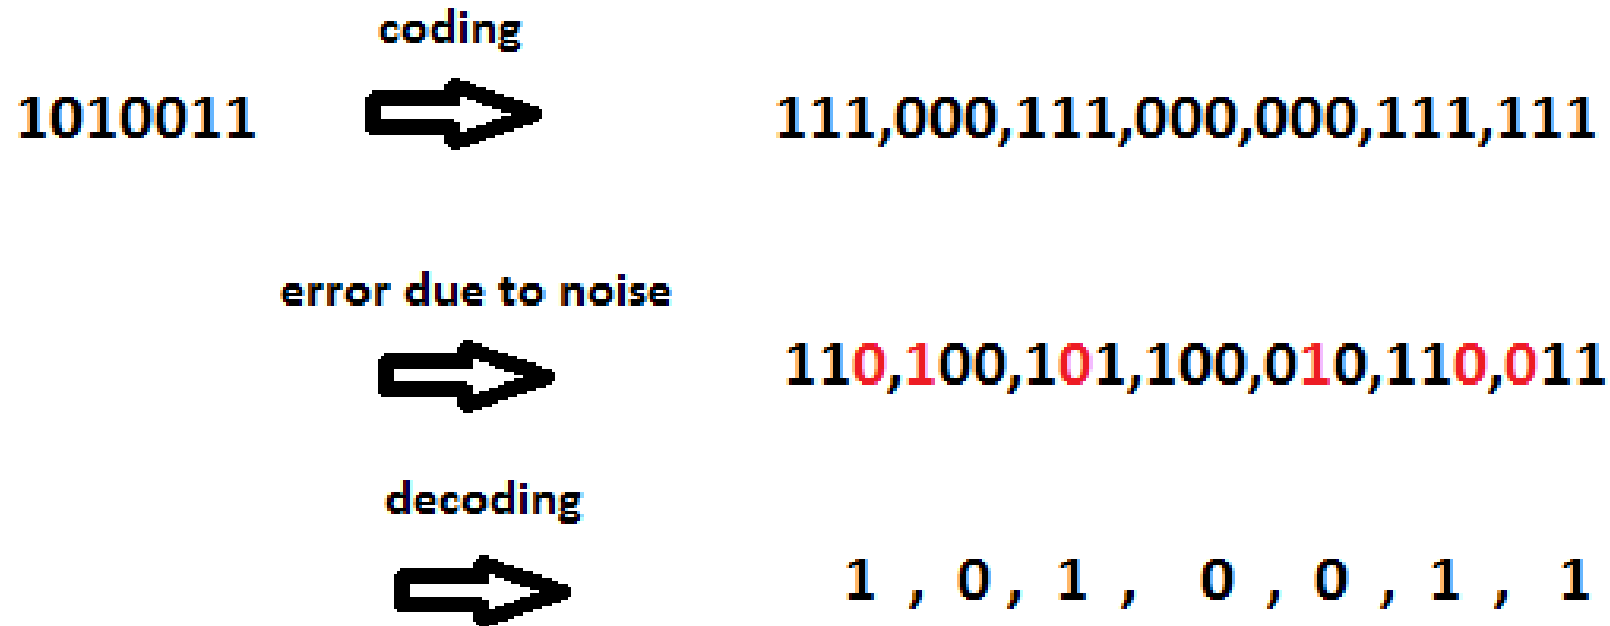 coding
1010011 111,000,111,000,000,111,111
error due to noise
110,100,101,100,010,110,011
decoding
1 , 0 , 1 , 0 , 0 , 1 , 1